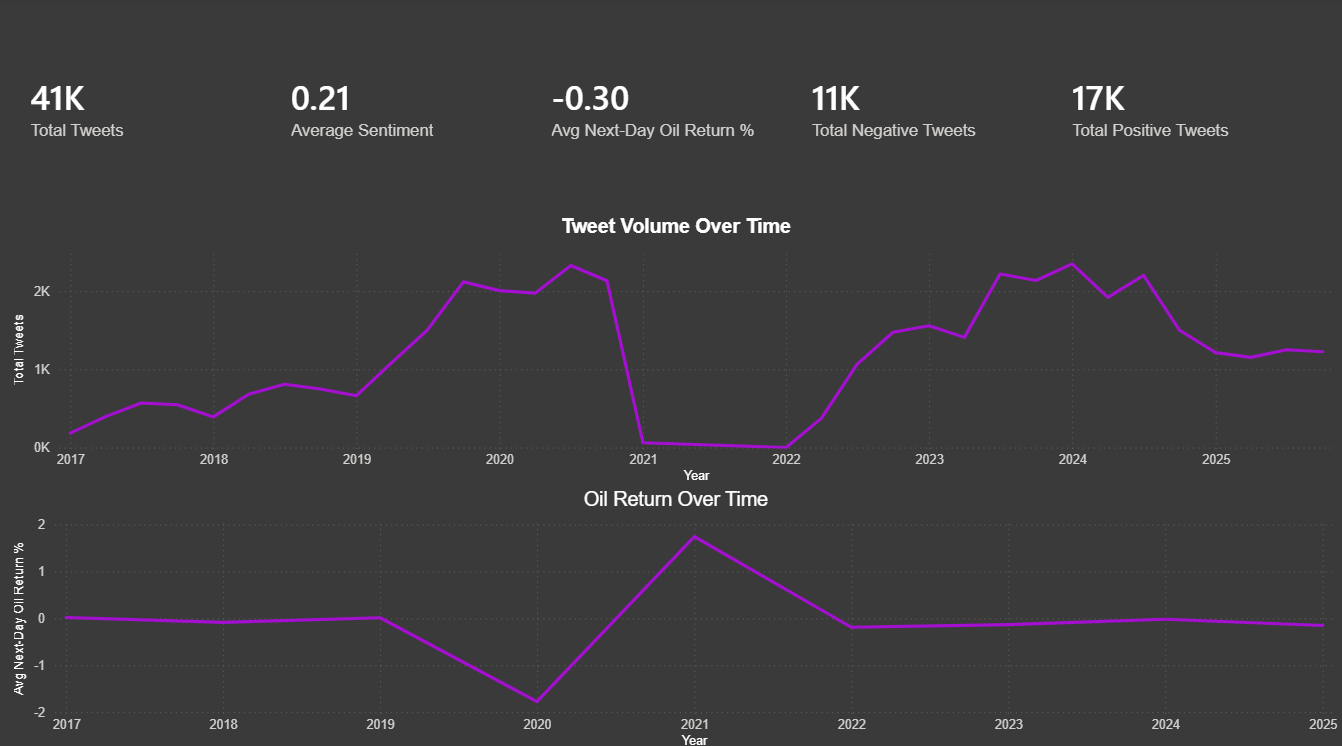 41K
Total Tweets
0.21
Average Sentiment
-0.30
Avg Next-Day Oil Return %
11K
Total Negative Tweets
17K
Total Positive Tweets
Tweet Volume Over Time
Total Tweets
2K
1K
0K
2017 2018 2019 2020 2021 2022 2023 2024 2025
Year
Oil Return Over Time
Avg Next-Day Oil Return %
2
1
0
-1
-2
2017 2018 2019 2020 2021 2022 2023 2024 2025
Year